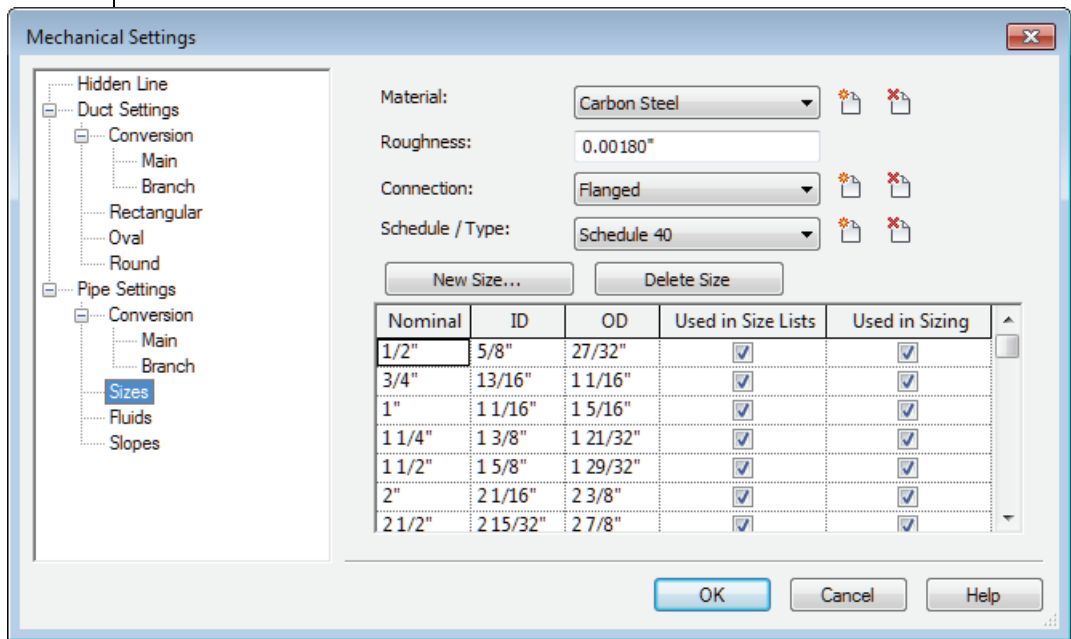 Mechanical Settings
Hidden Line
Duct Settings
Conversion
Main
Branch
Rectangular
Oval
Round
Pipe Settings
Conversion
Main
Branch
Sizes
Fluids
Slopes
Material: Carbon Steel
Roughness: 0.00180"
Connection: Flanged
Schedule / Type: Schedule 40
New Size... Delete Size
Nominal ID OD Used in Size Lists Used in Sizing
1/2" 5/8" 27/32"
3/4" 13/16" 1 1/16"
1" 1 1/16" 1 5/16"
1 1/4" 1 3/8" 1 21/32"
1 1/2" 1 5/8" 1 29/32"
2" 2 1/16" 2 3/8"
2 1/2" 2 15/32" 2 7/8"
OK Cancel Help